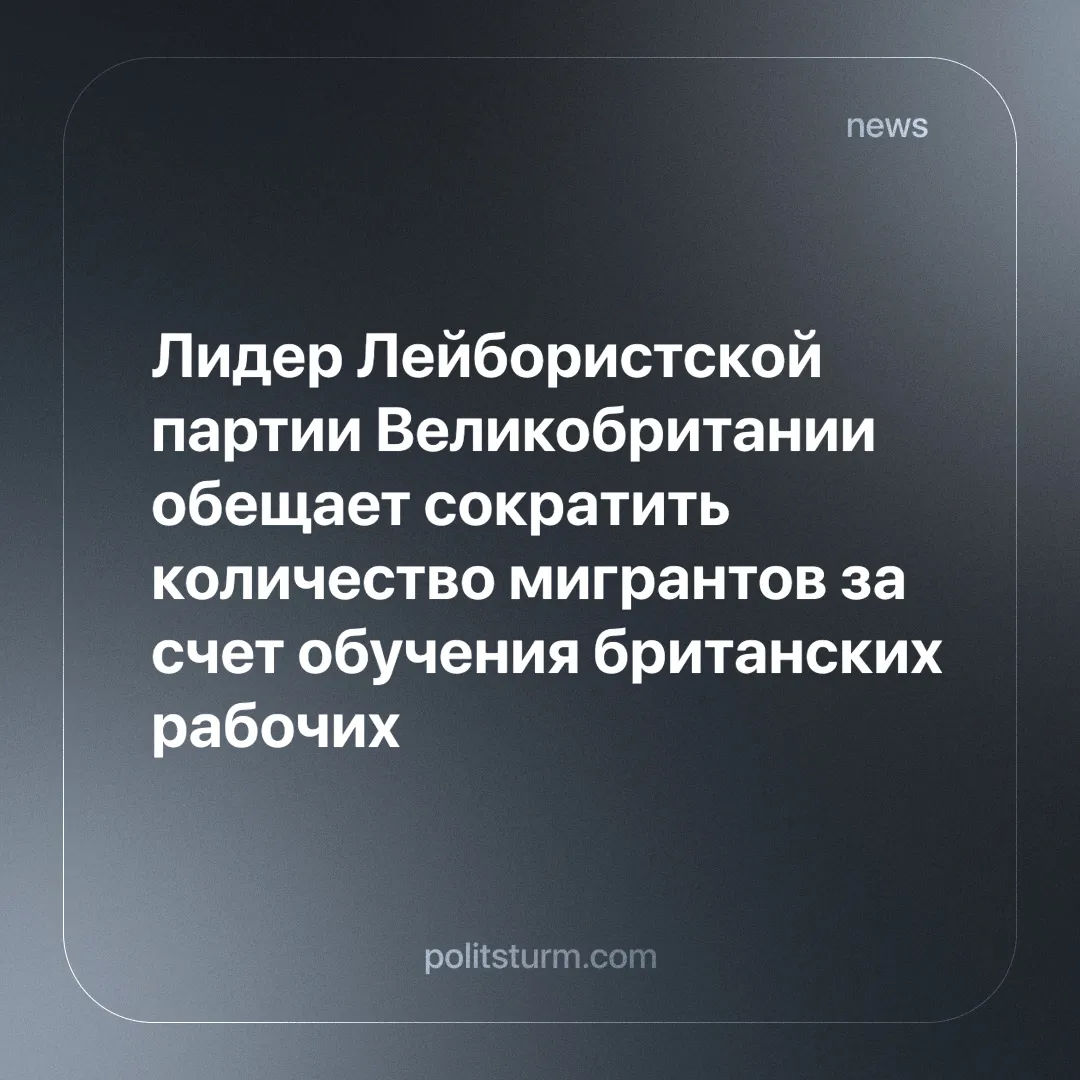 news
Лидер Лейбористской
партии Великобритании
обещает сократить
количество мигрантов за
счет обучения британских
рабочих
politsturm.com